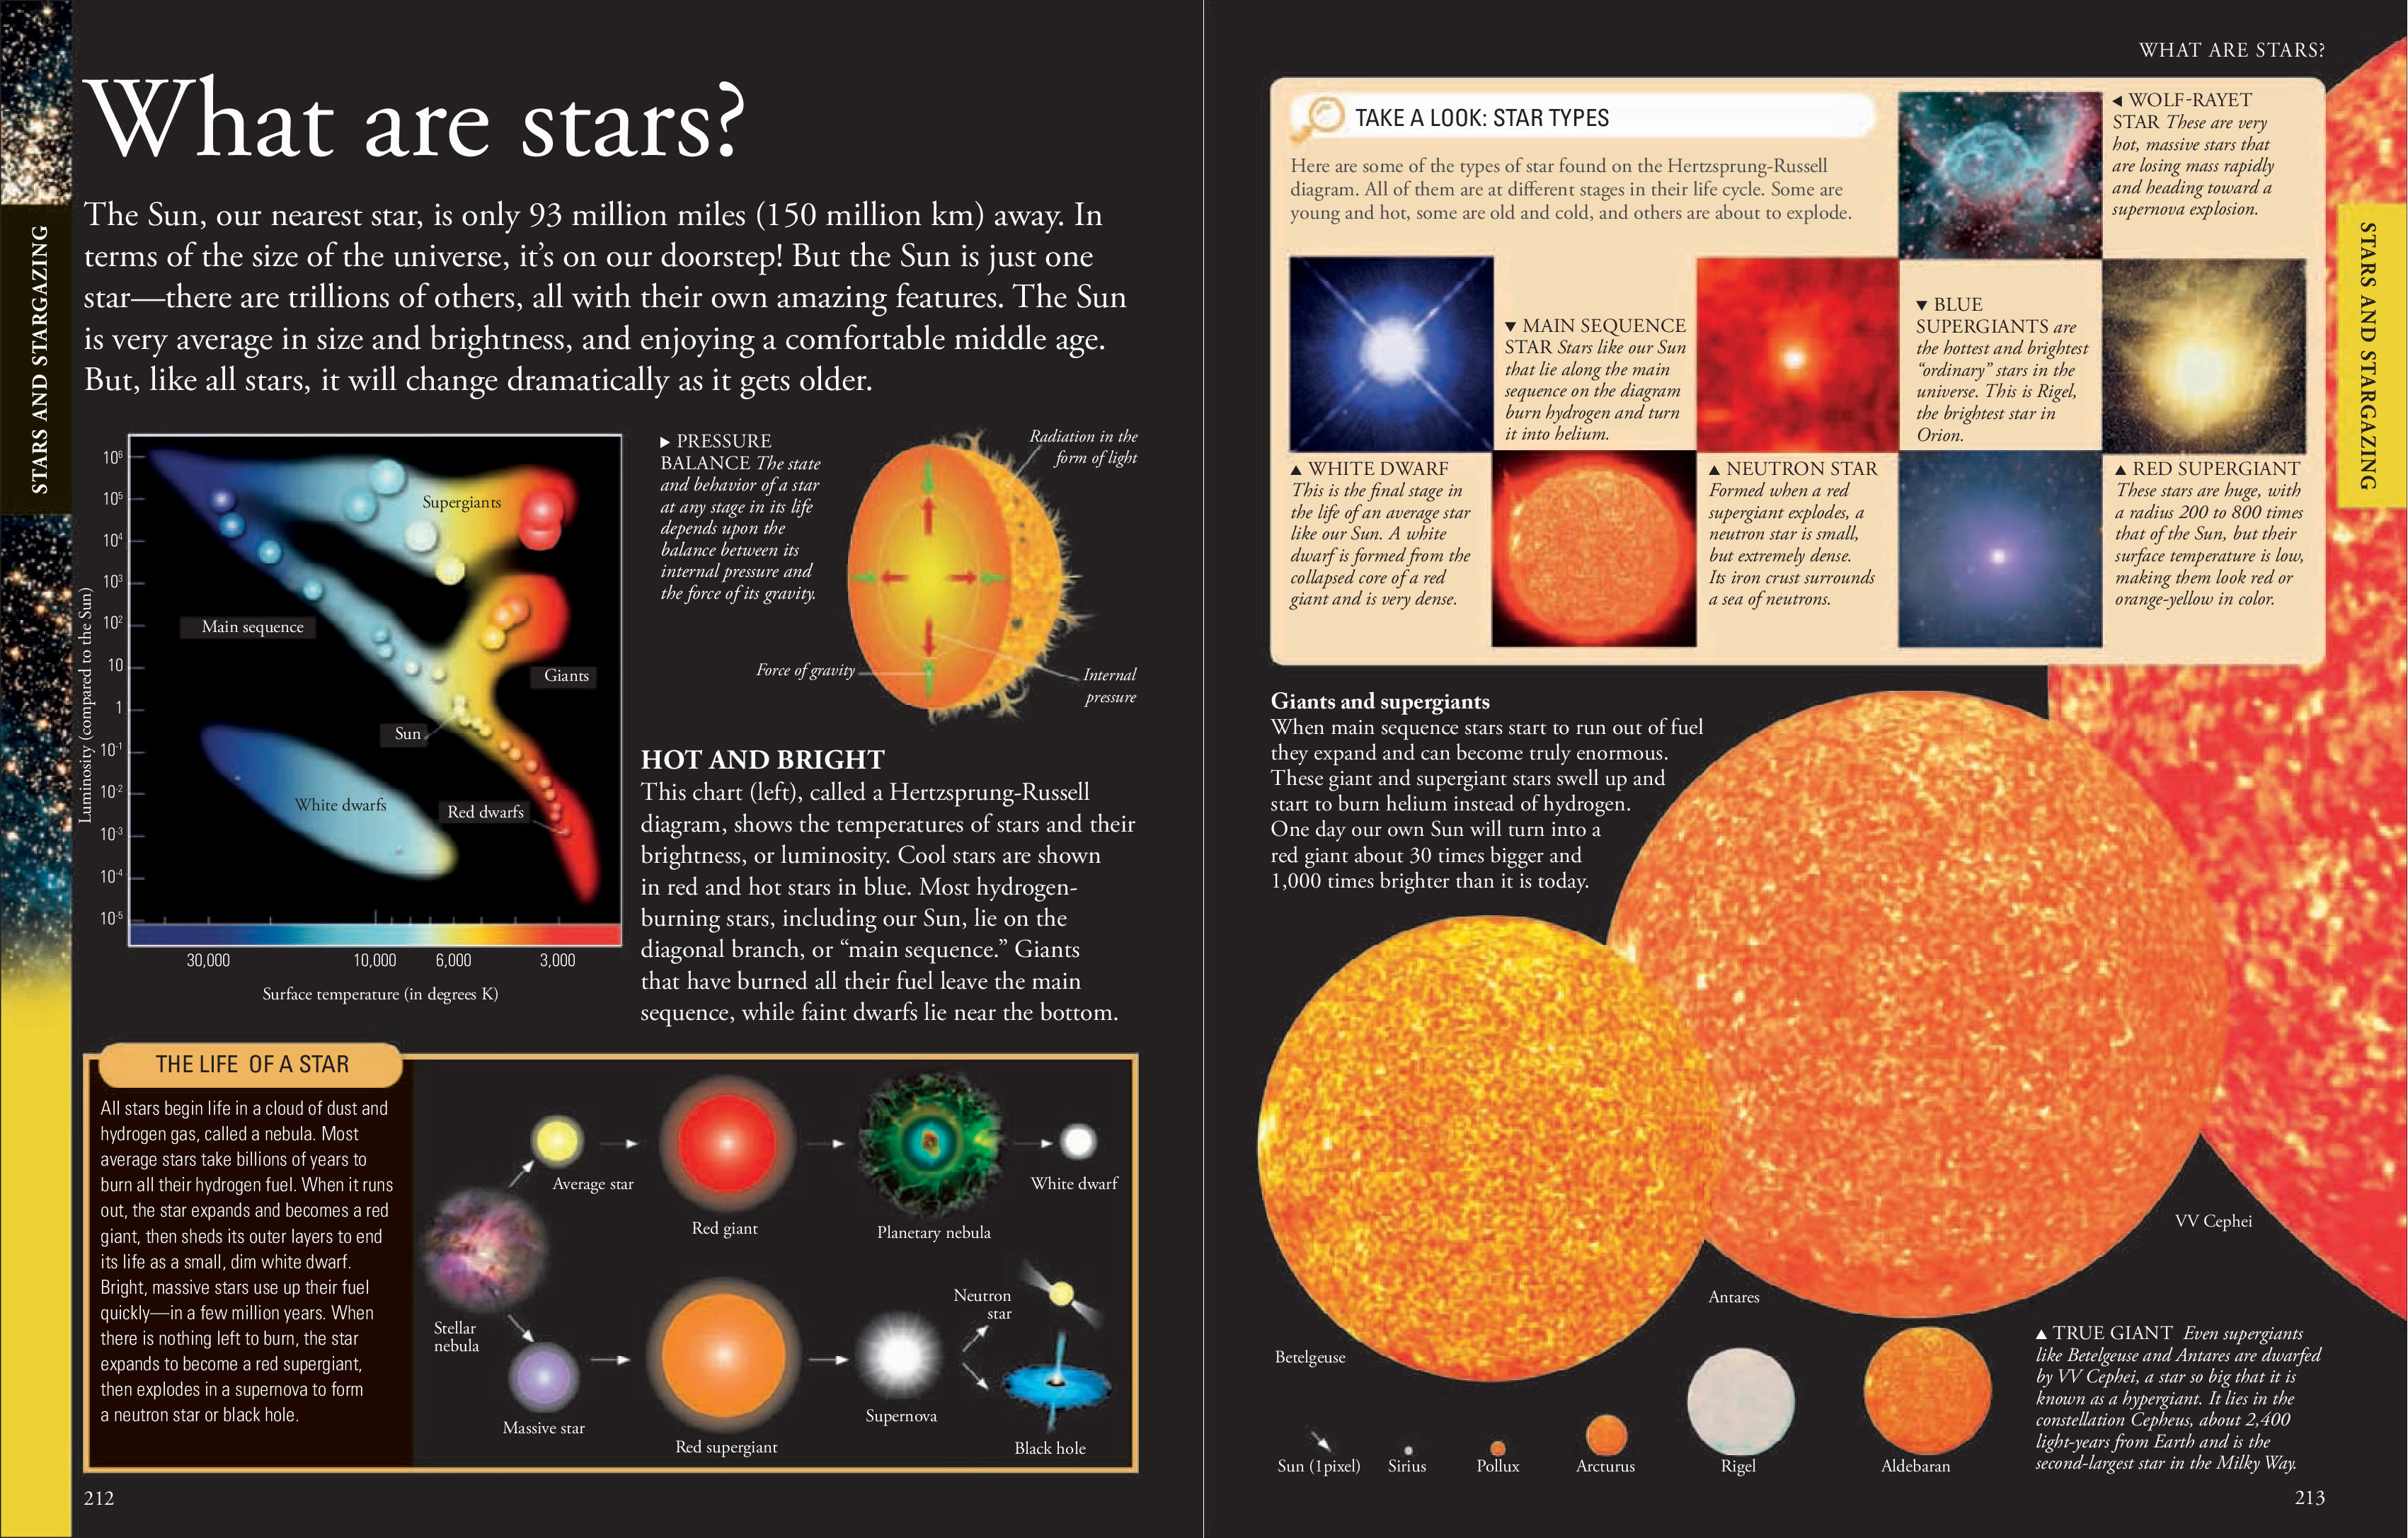 STARS AND STARGAZING
What are stars?
The Sun, our nearest star, is only 93 million miles (150 million km) away. In
terms of the size of the universe, it’s on our doorstep! But the Sun is just one
star—there are trillions of others, all with their own amazing features. The Sun
is very average in size and brightness, and enjoying a comfortable middle age.
But, like all stars, it will change dramatically as it gets older.
Luminosity (compared to the Sun)
10⁶
10⁵
10⁴
10³
10²
10
1
10⁻¹
10⁻²
10⁻³
10⁻⁴
10⁻⁵
Supergiants
Main sequence
Giants
Sun
White dwarfs
Red dwarfs
30,000
10,000
6,000
3,000
Surface temperature (in degrees K)
▶ PRESSURE
BALANCE The state
and behavior of a star
at any stage in its life
depends upon the
balance between its
internal pressure and
the force of its gravity.
Radiation in the
form of light
Force of gravity
Internal
pressure
HOT AND BRIGHT
This chart (left), called a Hertzsprung-Russell
diagram, shows the temperatures of stars and their
brightness, or luminosity. Cool stars are shown
in red and hot stars in blue. Most hydrogen-
burning stars, including our Sun, lie on the
diagonal branch, or “main sequence.” Giants
that have burned all their fuel leave the main
sequence, while faint dwarfs lie near the bottom.
THE LIFE OF A STAR
All stars begin life in a cloud of dust and
hydrogen gas, called a nebula. Most
average stars take billions of years to
burn all their hydrogen fuel. When it runs
out, the star expands and becomes a red
giant, then sheds its outer layers to end
its life as a small, dim white dwarf.
Bright, massive stars use up their fuel
quickly—in a few million years. When
there is nothing left to burn, the star
expands to become a red supergiant,
then explodes in a supernova to form
a neutron star or black hole.
Stellar
nebula
Average star
Red giant
Planetary nebula
White dwarf
Massive star
Red supergiant
Supernova
Neutron
star
Black hole
212
WHAT ARE STARS?
STARS AND STARGAZING
TAKE A LOOK: STAR TYPES
Here are some of the types of star found on the Hertzsprung-Russell
diagram. All of them are at different stages in their life cycle. Some are
young and hot, some are old and cold, and others are about to explode.
◀ WOLF-RAYET
STAR These are very
hot, massive stars that
are losing mass rapidly
and heading toward a
supernova explosion.
▼ MAIN SEQUENCE
STAR Stars like our Sun
that lie along the main
sequence on the diagram
burn hydrogen and turn
it into helium.
▼ BLUE
SUPERGIANTS are
the hottest and brightest
“ordinary” stars in the
universe. This is Rigel,
the brightest star in
Orion.
▲ WHITE DWARF
This is the final stage in
the life of an average star
like our Sun. A white
dwarf is formed from the
collapsed core of a red
giant and is very dense.
▲ NEUTRON STAR
Formed when a red
supergiant explodes, a
neutron star is small,
but extremely dense.
Its iron crust surrounds
a sea of neutrons.
▲ RED SUPERGIANT
These stars are huge, with
a radius 200 to 800 times
that of the Sun, but their
surface temperature is low,
making them look red or
orange-yellow in color.
Giants and supergiants
When main sequence stars start to run out of fuel
they expand and can become truly enormous.
These giant and supergiant stars swell up and
start to burn helium instead of hydrogen.
One day our own Sun will turn into a
red giant about 30 times bigger and
1,000 times brighter than it is today.
VV Cephei
Antares
Betelgeuse
Sun (1pixel)
Sirius
Pollux
Arcturus
Rigel
Aldebaran
▲ TRUE GIANT Even supergiants
like Betelgeuse and Antares are dwarfed
by VV Cephei, a star so big that it is
known as a hypergiant. It lies in the
constellation Cepheus, about 2,400
light-years from Earth and is the
second-largest star in the Milky Way.
213